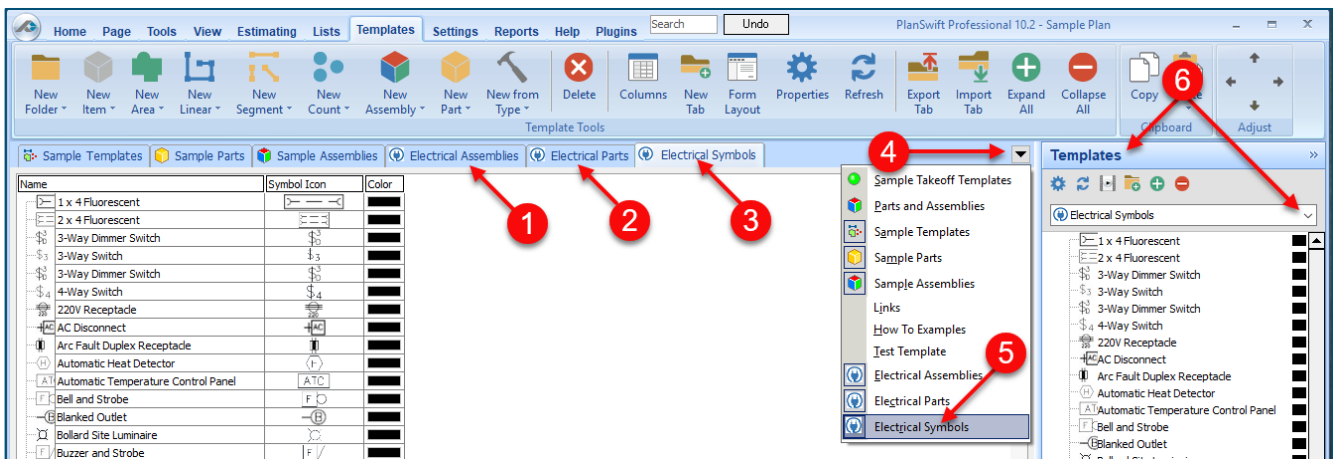 Home Page Tools View Estimating Lists Templates Settings Reports Help Plugins Search Undo PlanSwift Professional 10.2 - Sample Plan
New Folder New Item New Area New Linear New Segment New Count New Assembly New Part New from Type Delete Columns New Tab Form Layout Properties Refresh Export Tab Import Tab Expand All Collapse All Copy
Template Tools Clipboard Adjust
6
Sample Templates Sample Parts Sample Assemblies Electrical Assemblies Electrical Parts Electrical Symbols
1
2
3
4
Name Symbol Icon Color
1 x 4 Fluorescent
2 x 4 Fluorescent
3-Way Dimmer Switch
3-Way Switch
3-Way Dimmer Switch
4-Way Switch
220V Receptacle
AC Disconnect AC
Arc Fault Duplex Receptacle
Automatic Heat Detector
Automatic Temperature Control Panel ATC
Bell and Strobe F
Blanked Outlet B
Bollard Site Luminaire
Buzzer and Strobe F
Sample Takeoff Templates
Parts and Assemblies
Sample Templates
Sample Parts
Sample Assemblies
Links
How To Examples
Test Template
Electrical Assemblies
Electrical Parts
Electrical Symbols
5
Templates
Electrical Symbols
1 x 4 Fluorescent
2 x 4 Fluorescent
3-Way Dimmer Switch
3-Way Switch
3-Way Dimmer Switch
4-Way Switch
220V Receptacle
AC Disconnect
Arc Fault Duplex Receptacle
Automatic Heat Detector
Automatic Temperature Control Panel
Bell and Strobe
Blanked Outlet